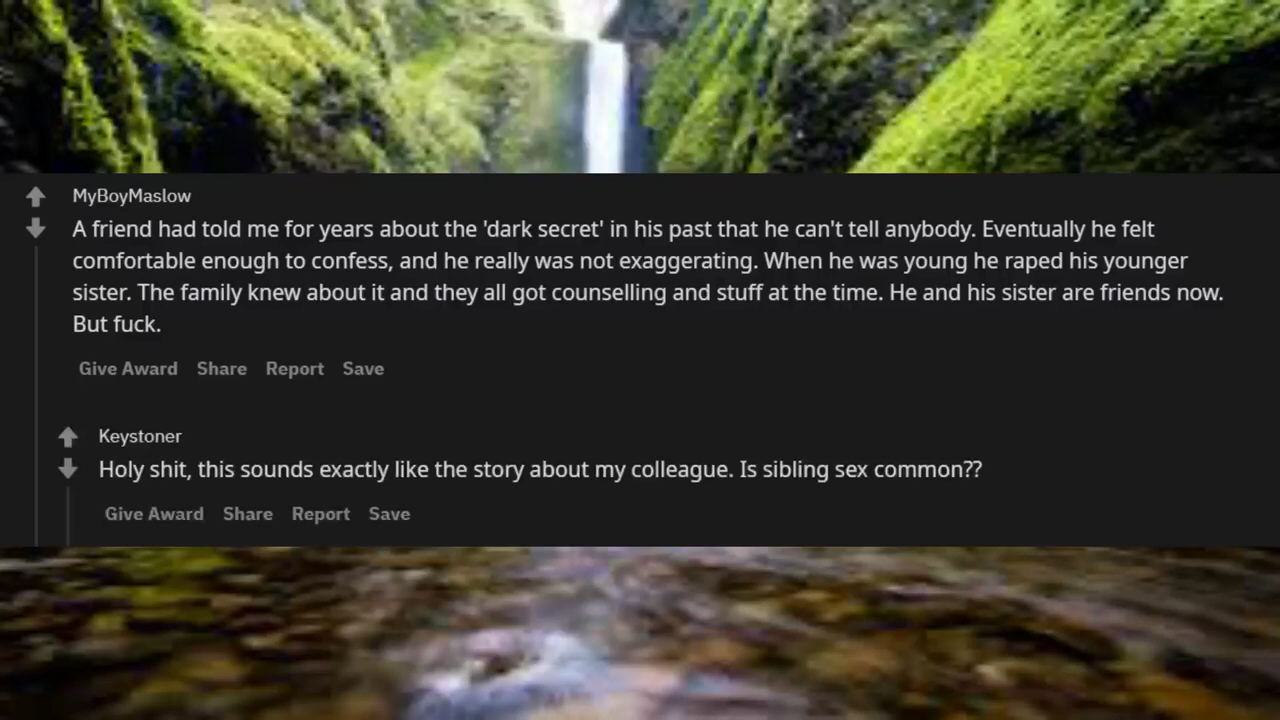 MyBoyMaslow
A friend had told me for years about the 'dark secret' in his past that he can't tell anybody. Eventually he felt
comfortable enough to confess, and he really was not exaggerating. When he was young he raped his younger
sister. The family knew about it and they all got counselling and stuff at the time. He and his sister are friends now.
But fuck.
Give Award Share Report Save
Keystoner
Holy shit, this sounds exactly like the story about my colleague. Is sibling sex common??
Give Award Share Report Save